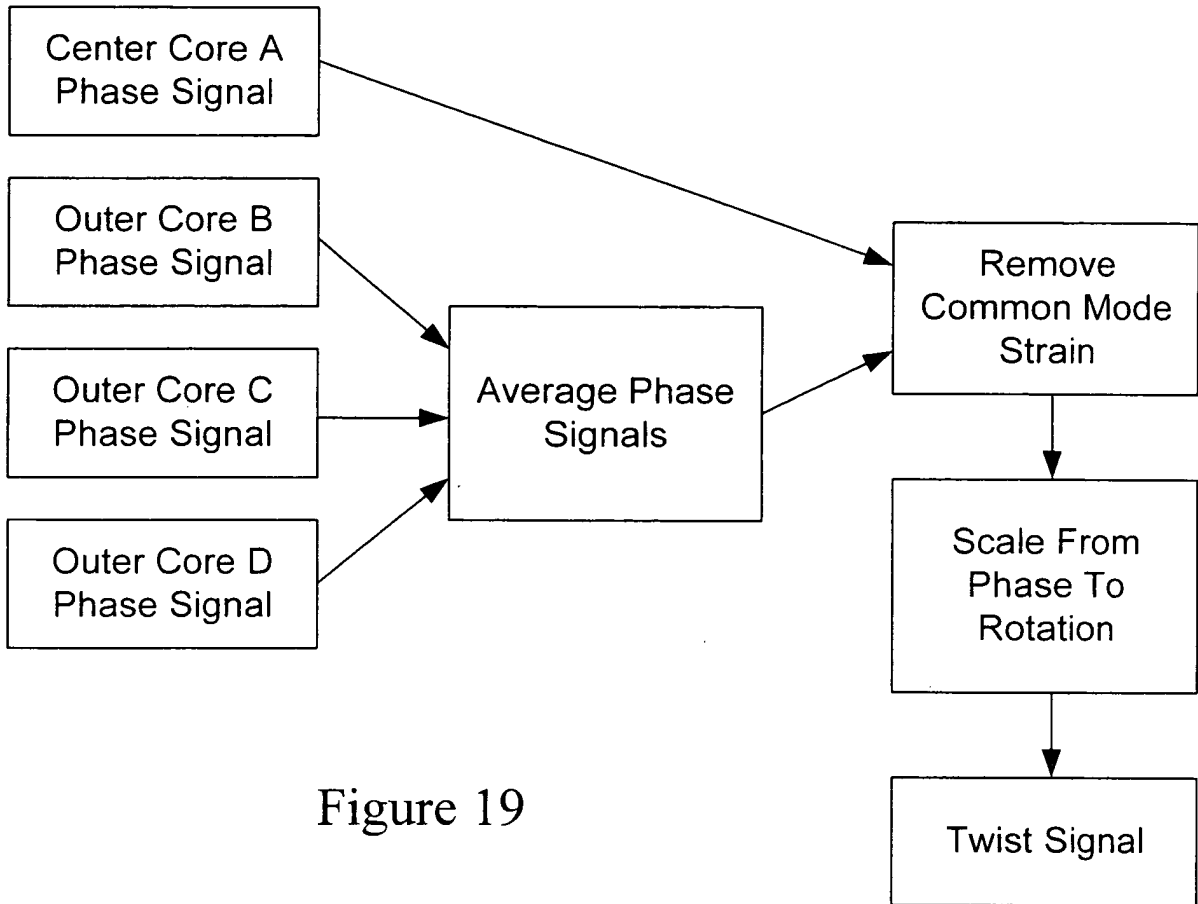 Center Core A
Phase Signal
Outer Core B
Phase Signal
Outer Core C
Phase Signal
Outer Core D
Phase Signal
Average Phase
Signals
Remove
Common Mode
Strain
Scale From
Phase To
Rotation
Twist Signal
Figure 19